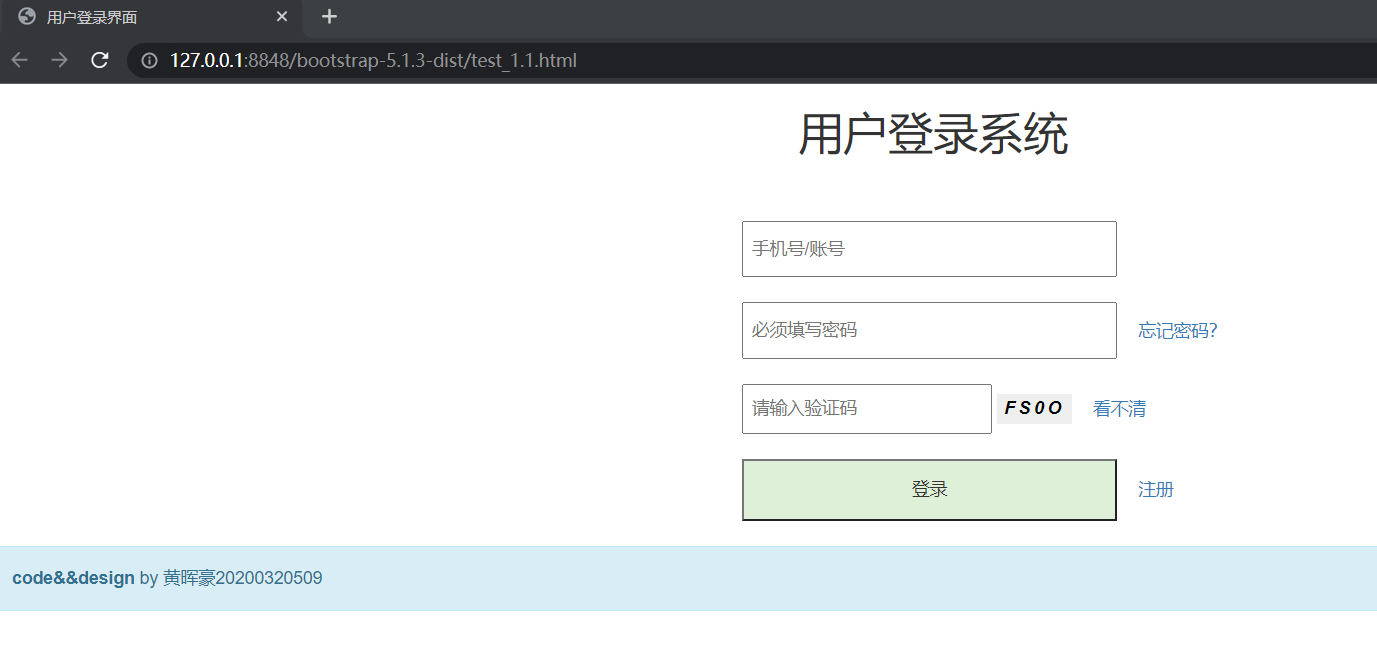 用户登录界面
127.0.0.1:8848/bootstrap-5.1.3-dist/test_1.1.html
用户登录系统
手机号/账号
必须填写密码 忘记密码?
请输入验证码 FS0O 看不清
登录 注册
code&&design by 黄晖豪20200320509